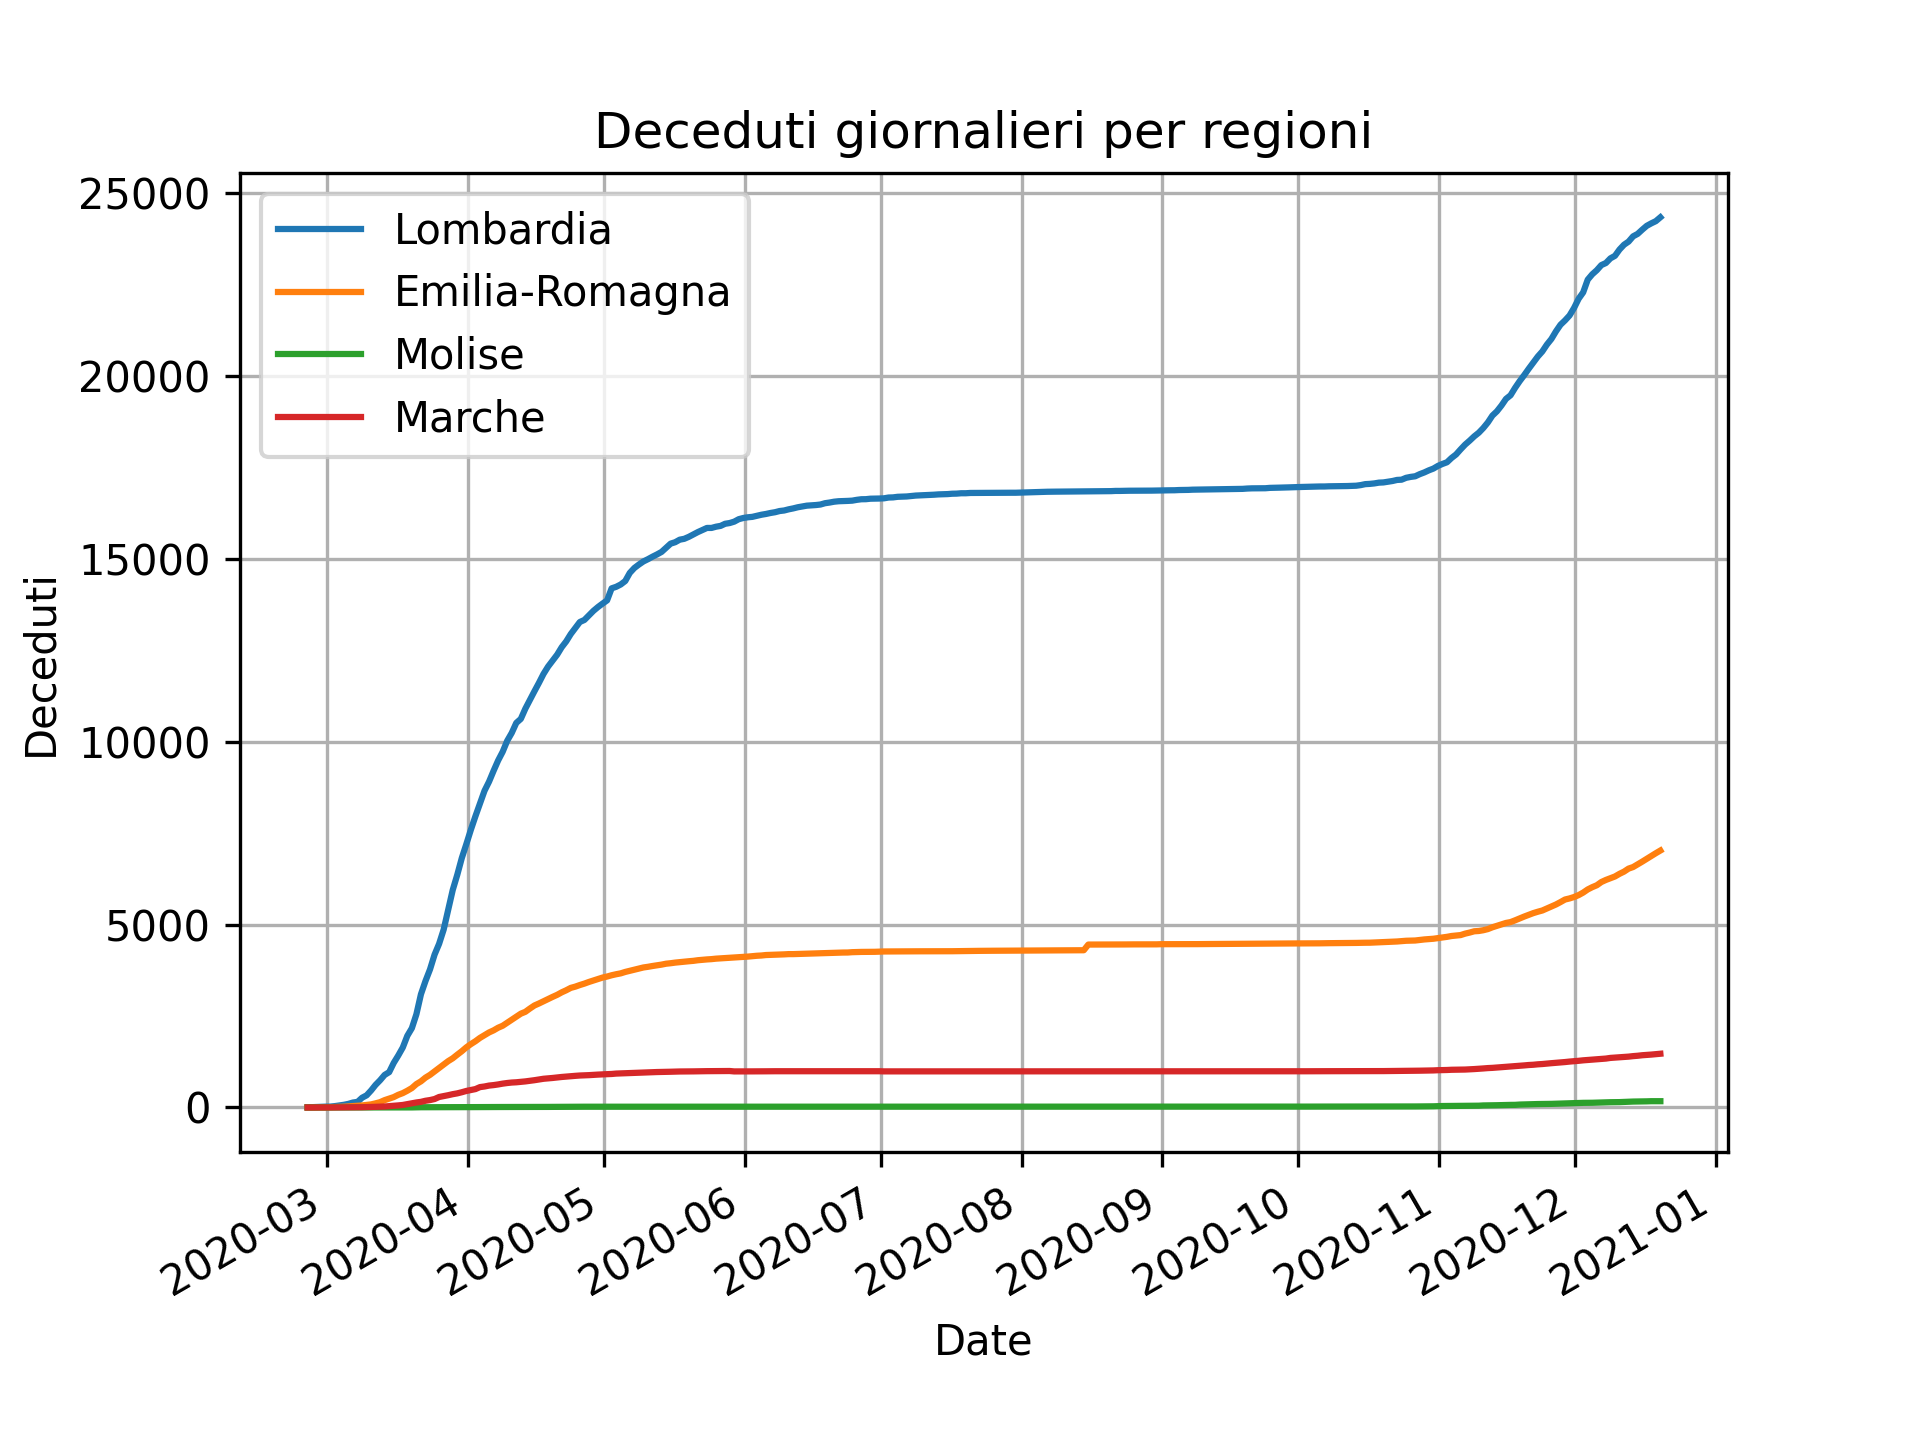 Deceduti giornalieri per regioni
25000
20000
15000
10000
5000
0
Deceduti
Lombardia
Emilia-Romagna
Molise
Marche
2020-03
2020-04
2020-05
2020-06
2020-07
2020-08
2020-09
2020-10
2020-11
2020-12
2021-01
Date